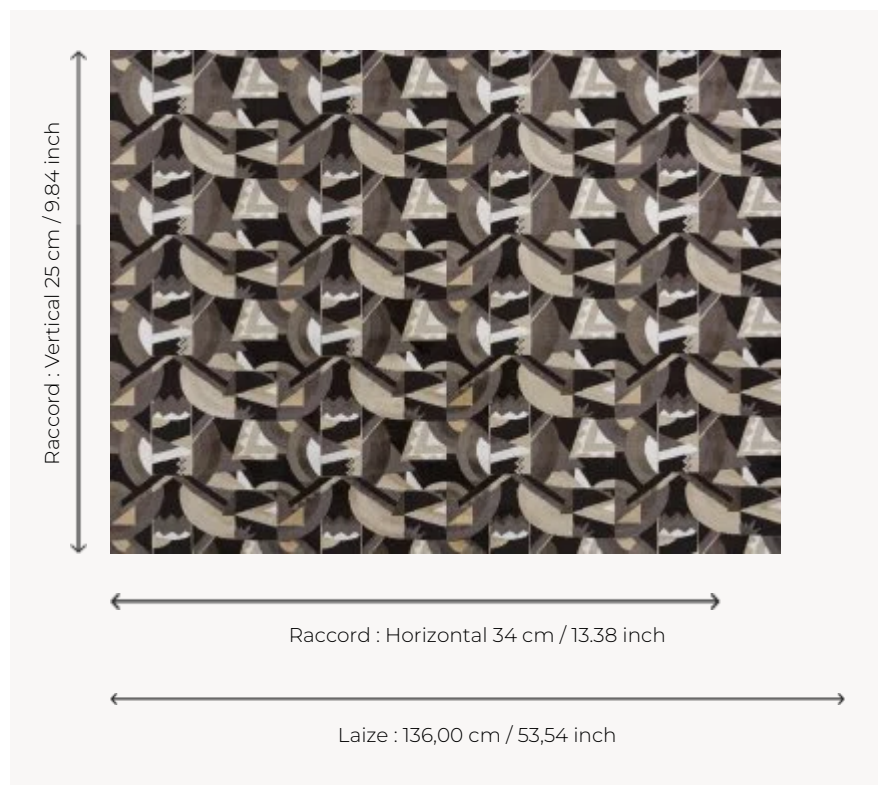 Raccord : Vertical 25 cm / 9.84 inch
Raccord : Horizontal 34 cm / 13.38 inch
Laize : 136,00 cm / 53,54 inch